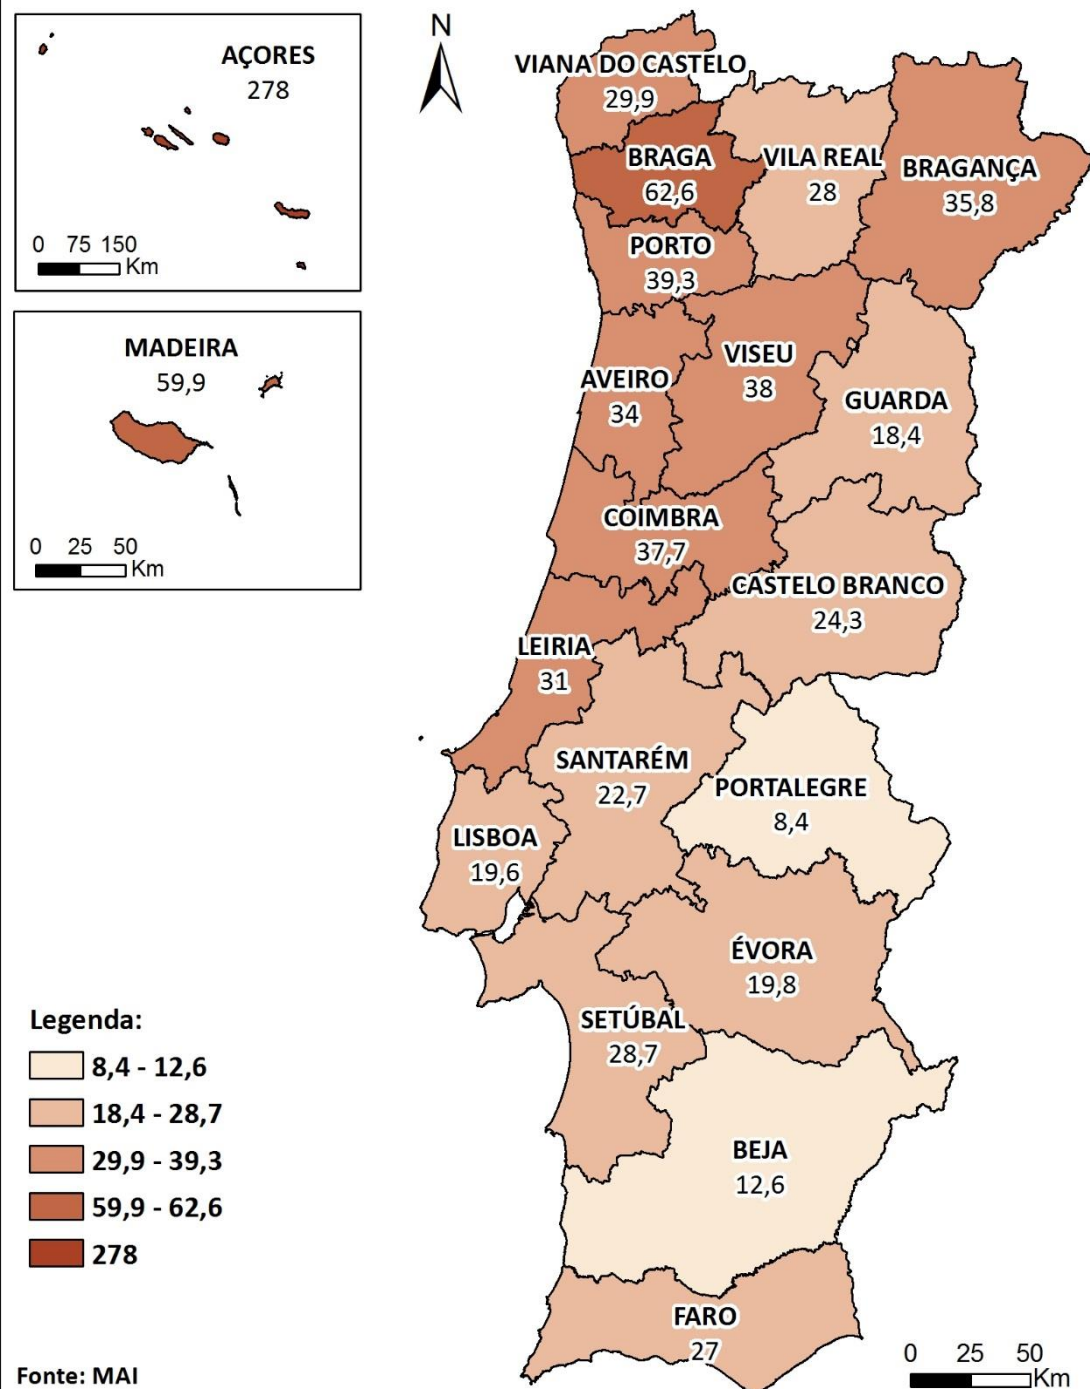 AÇORES
278
0 75 150
Km
MADEIRA
59,9
0 25 50
Km
N
VIANA DO CASTELO
29,9
BRAGA
62,6
VILA REAL
28
BRAGANÇA
35,8
PORTO
39,3
VISEU
38
AVEIRO
34
GUARDA
18,4
COIMBRA
37,7
CASTELO BRANCO
24,3
LEIRIA
31
SANTARÉM
22,7
PORTALEGRE
8,4
LISBOA
19,6
ÉVORA
19,8
SETÚBAL
28,7
BEJA
12,6
FARO
27
Legenda:
8,4 - 12,6
18,4 - 28,7
29,9 - 39,3
59,9 - 62,6
278
Fonte: MAI
0 25 50
Km